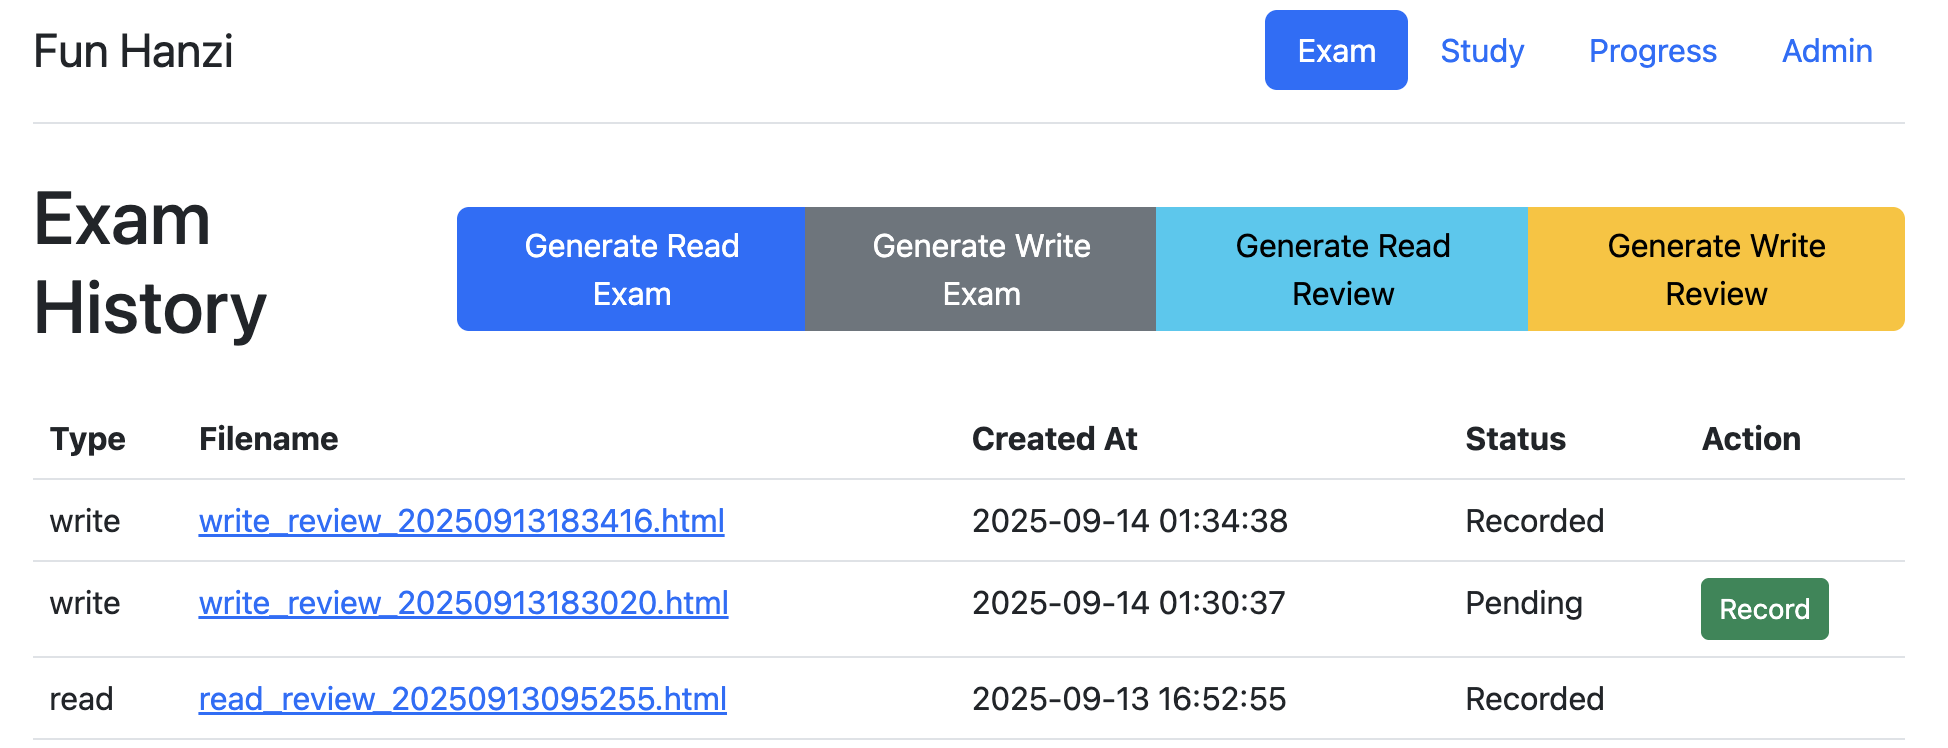 Fun Hanzi
Exam Study Progress Admin
Exam
History
Generate Read
Exam
Generate Write
Exam
Generate Read
Review
Generate Write
Review
Type Filename Created At Status Action
write write_review_20250913183416.html 2025-09-14 01:34:38 Recorded
write write_review_20250913183020.html 2025-09-14 01:30:37 Pending Record
read read_review_20250913095255.html 2025-09-13 16:52:55 Recorded